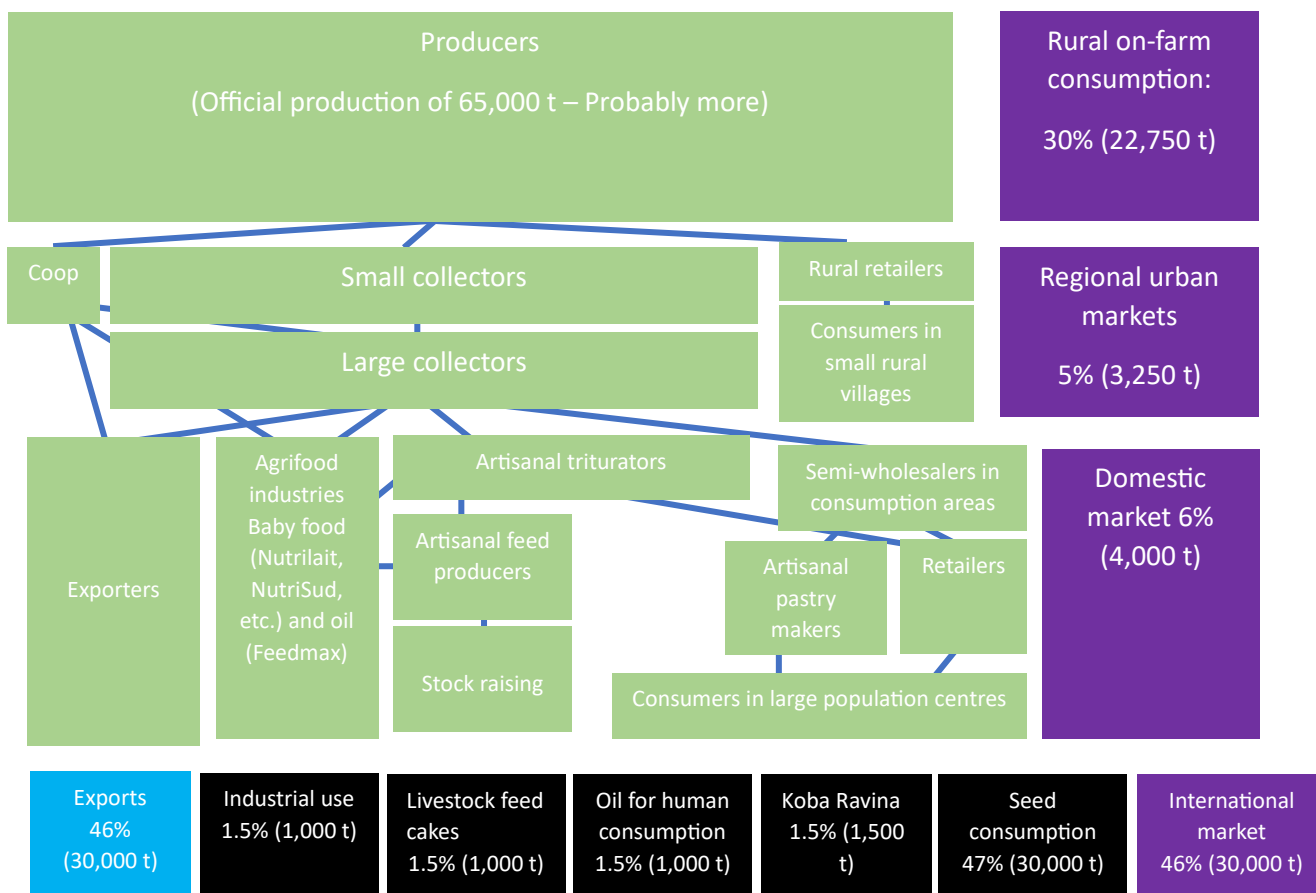 Producers
(Official production of 65,000 t – Probably more)
Rural on-farm
consumption:
30% (22,750 t)
Coop
Small collectors
Rural retailers
Regional urban
markets
5% (3,250 t)
Large collectors
Consumers in
small rural
villages
Exporters
Agrifood
industries
Baby food
(Nutrilait,
NutriSud,
etc.) and oil
(Feedmax)
Artisanal triturators
Semi-wholesalers in
consumption areas
Domestic
market 6%
(4,000 t)
Artisanal feed
producers
Artisanal
pastry
makers
Retailers
Stock raising
Consumers in large population centres
Exports
46%
(30,000 t)
Industrial use
1.5% (1,000 t)
Livestock feed
cakes
1.5% (1,000 t)
Oil for human
consumption
1.5% (1,000 t)
Koba Ravina
1.5% (1,500
t)
Seed
consumption
47% (30,000 t)
International
market
46% (30,000 t)